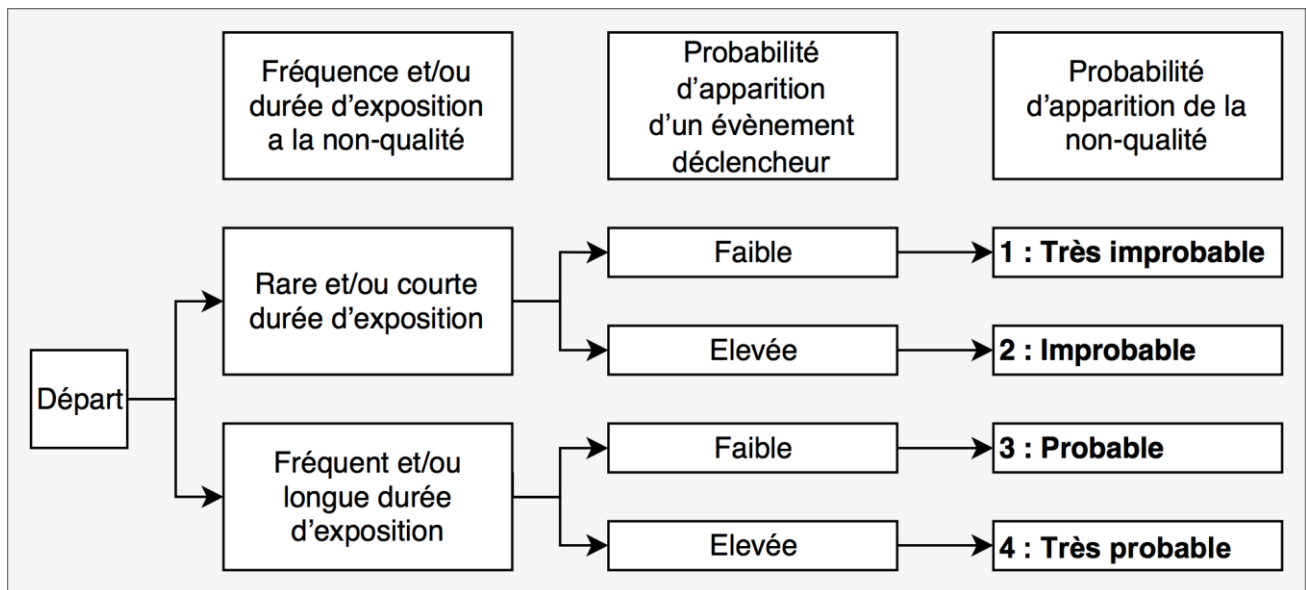 Fréquence et/ou
durée d'exposition
a la non-qualité
Probabilité
d'apparition
d'un évènement
déclencheur
Probabilité
d'apparition de la
non-qualité
Départ
Rare et/ou courte
durée d'exposition
Faible
1 : Très improbable
Elevée
2 : Improbable
Fréquent et/ou
longue durée
d'exposition
Faible
3 : Probable
Elevée
4 : Très probable